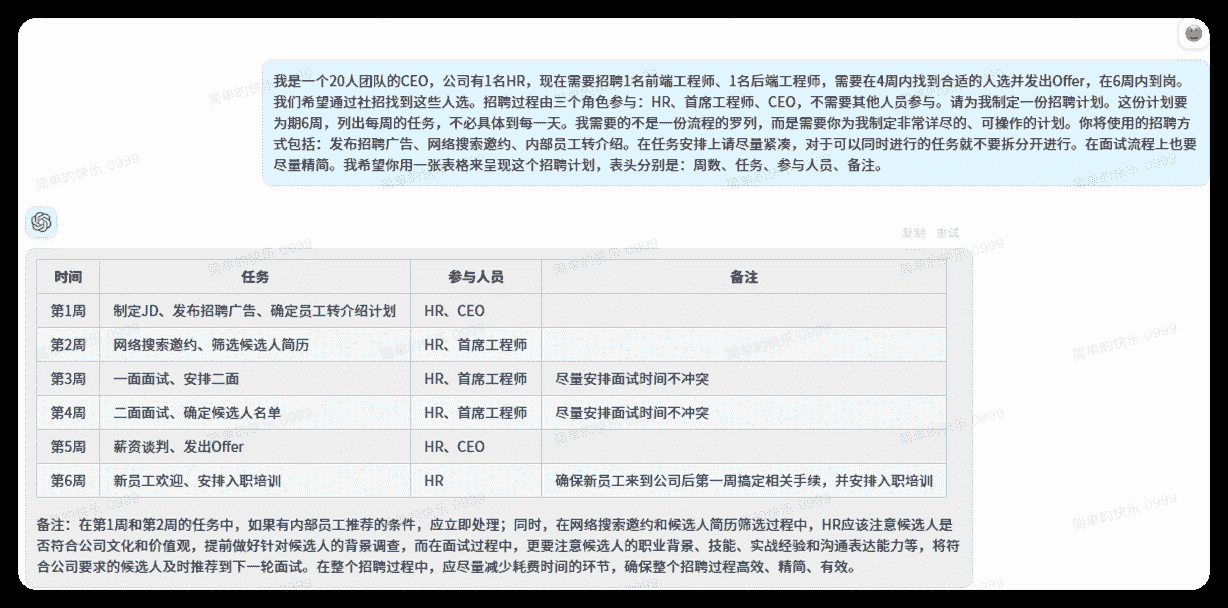 我是一个20人团队的CEO，公司有1名HR，现在需要招聘1名前端工程师、1名后端工程师，需要在4周内找到合适的人选并发出Offer，在6周内到岗。
我们希望通过社招找到这些人选。招聘过程由三个角色参与：HR、首席工程师、CEO，不需要其他人员参与。请为我制定一份招聘计划。这份计划要
为期6周，列出每周的任务，不必具体到每一天。我需要的不是一份流程的罗列，而是需要你为我制定非常详尽的、可操作的计划。你将使用的招聘方
式包括：发布招聘广告、网络搜索邀约、内部员工转介绍。在任务安排上请尽量紧凑，对于可以同时进行的任务就不要拆分开进行。在面试流程上也要
尽量精简。我希望你用一张表格来呈现这个招聘计划，表头分别是：周数、任务、参与人员、备注。
复制 重试
时间 任务 参与人员 备注
第1周 制定JD、发布招聘广告、确定员工转介绍计划 HR、CEO
第2周 网络搜索邀约、筛选候选人简历 HR、首席工程师
第3周 一面面试、安排二面 HR、首席工程师 尽量安排面试时间不冲突
第4周 二面面试、确定候选人名单 HR、首席工程师 尽量安排面试时间不冲突
第5周 薪资谈判、发出Offer HR、CEO
第6周 新员工欢迎、安排入职培训 HR 确保新员工来到公司后第一周搞定相关手续，并安排入职培训
备注：在第1周和第2周的任务中，如果有内部员工推荐的条件，应立即处理；同时，在网络搜索邀约和候选人简历筛选过程中，HR应该注意候选人是
否符合公司文化和价值观，提前做好针对候选人的背景调查，而在面试过程中，更要注意候选人的职业背景、技能、实战经验和沟通表达能力等，将符
合公司要求的候选人及时推荐到下一轮面试。在整个招聘过程中，应尽量减少耗费时间的环节，确保整个招聘过程高效、精简、有效。
简单的快乐 0999